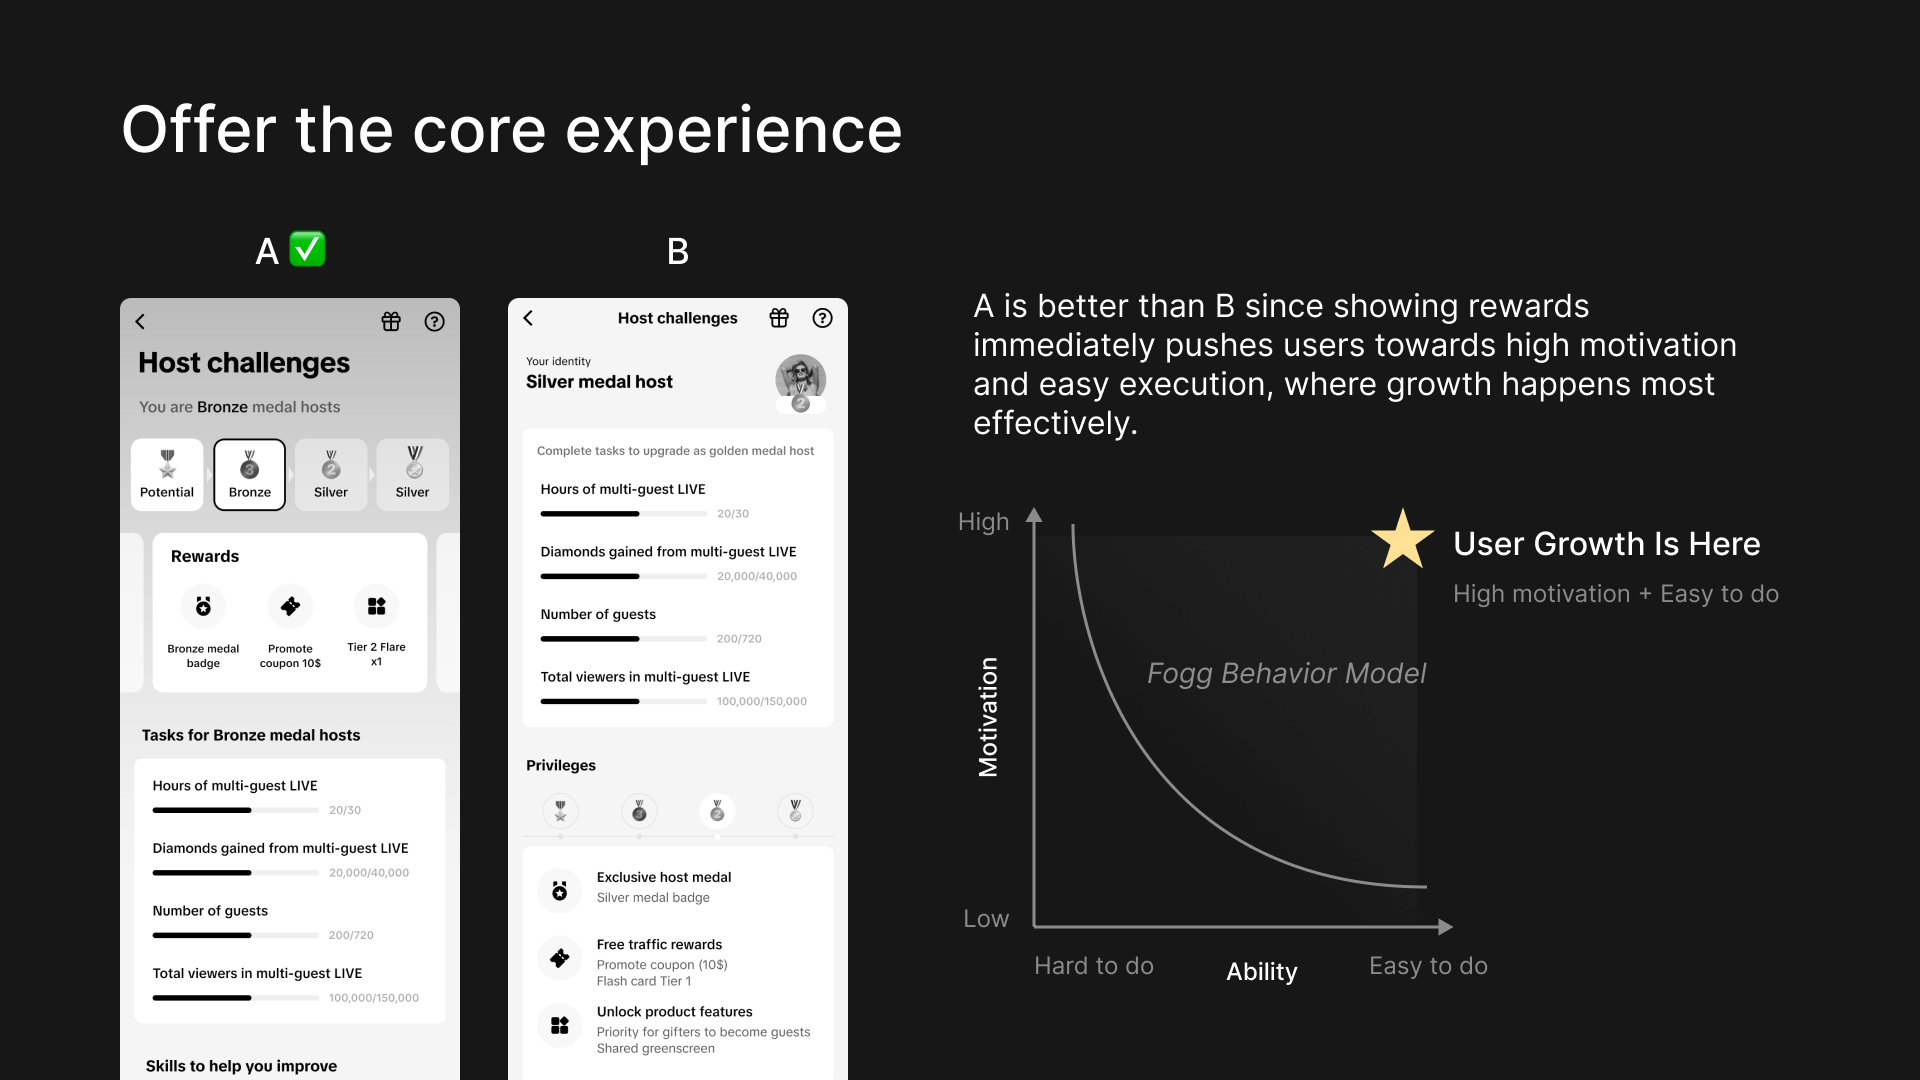 Offer the core experience
A ✅
B
Host challenges
You are Bronze medal hosts
Potential
3
Bronze
2
Silver
Silver
Rewards
Bronze medal
badge
Promote
coupon 10$
Tier 2 Flare
x1
Tasks for Bronze medal hosts
Hours of multi-guest LIVE
20/30
Diamonds gained from multi-guest LIVE
20,000/40,000
Number of guests
200/720
Total viewers in multi-guest LIVE
100,000/150,000
Skills to help you improve
Host challenges
Your identity
Silver medal host
2
Complete tasks to upgrade as golden medal host
Hours of multi-guest LIVE
20/30
Diamonds gained from multi-guest LIVE
20,000/40,000
Number of guests
200/720
Total viewers in multi-guest LIVE
100,000/150,000
Privileges
3
2
Exclusive host medal
Silver medal badge
Free traffic rewards
Promote coupon (10$)
Flash card Tier 1
Unlock product features
Priority for gifters to become guests
Shared greenscreen
A is better than B since showing rewards
immediately pushes users towards high motivation
and easy execution, where growth happens most
effectively.
High
User Growth Is Here
High motivation + Easy to do
Fogg Behavior Model
Motivation
Low
Hard to do
Ability
Easy to do